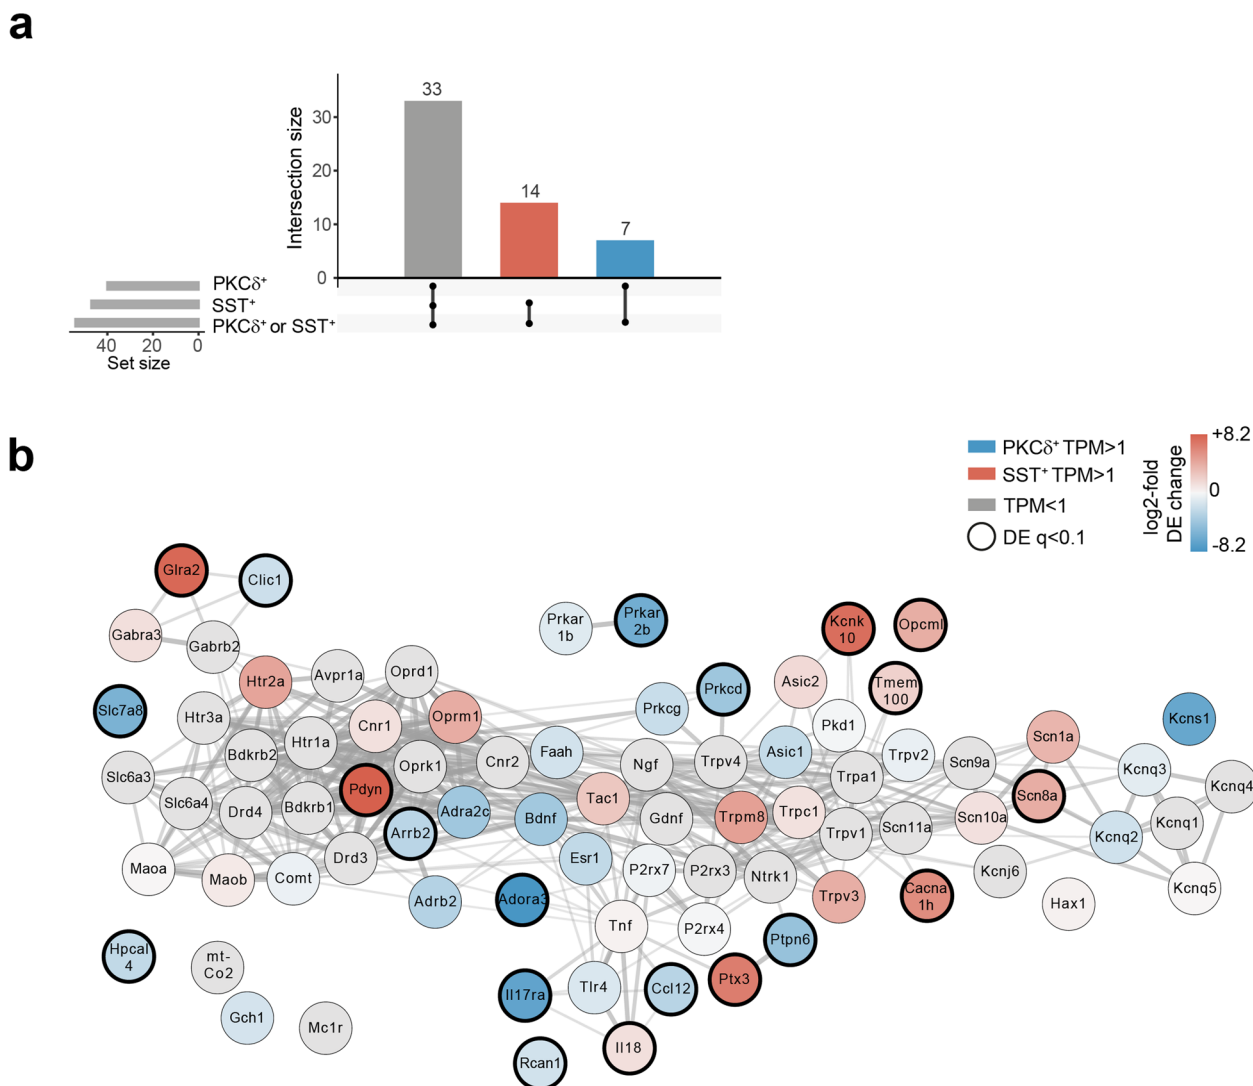 a
33
14
7
Intersection size
30
20
10
0
PKCδ+
SST+
PKCδ+ or SST+
40 20 0
Set size
b
PKCδ+ TPM>1
SST+ TPM>1
TPM<1
DE q<0.1
log2-fold
DE change
+8.2
0
-8.2
Glra2
Clic1
Gabra3
Gabrb2
Prkar
1b
Prkar
2b
Kcnk
10
Opcml
Slc7a8
Htr2a
Avpr1a
Oprd1
Prkcg
Prkcd
Asic2
Tmem
100
Htr3a
Cnr1
Oprm1
Pkd1
Kcns1
Bdkrb2
Htr1a
Oprk1
Cnr2
Faah
Ngf
Trpv4
Asic1
Trpv2
Scn1a
Slc6a3
Trpa1
Scn9a
Kcnq3
Kcnq4
Slc6a4
Drd4
Bdkrb1
Pdyn
Arrb2
Adra2c
Bdnf
Tac1
Gdnf
Trpm8
Trpc1
Trpv1
Scn11a
Scn10a
Scn8a
Kcnq2
Kcnq1
Maoa
Maob
Comt
Drd3
Adrb2
Adora3
Esr1
P2rx7
P2rx3
Ntrk1
Trpv3
Cacna
1h
Kcnj6
Hax1
Kcnq5
Tnf
P2rx4
Ptpn6
Hpcal
4
mt-
Co2
Il17ra
Tlr4
Ccl12
Ptx3
Gch1
Mc1r
Il18
Rcan1